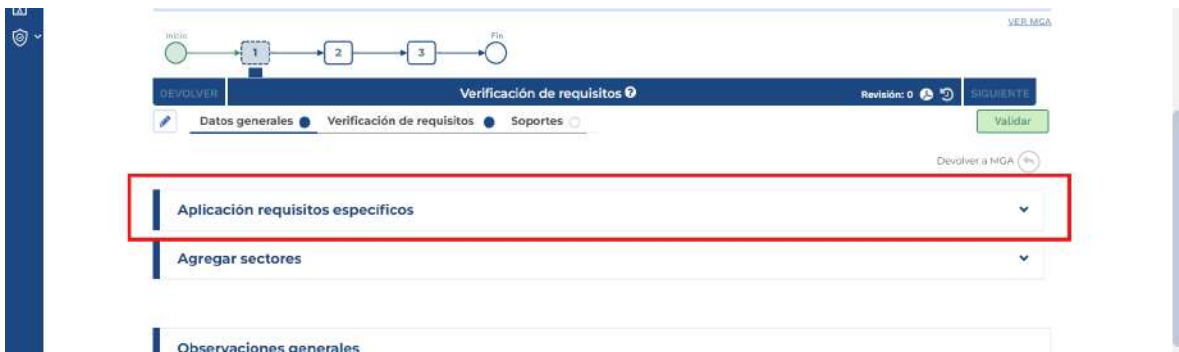 VER MGA
Inicio
1
2
3
Fin
DEVOLVER
Verificación de requisitos
Revisión: 0
SIGUIENTE
Datos generales
Verificación de requisitos
Soportes
Validar
Devolver a MGA
Aplicación requisitos específicos
Agregar sectores
Observaciones generales